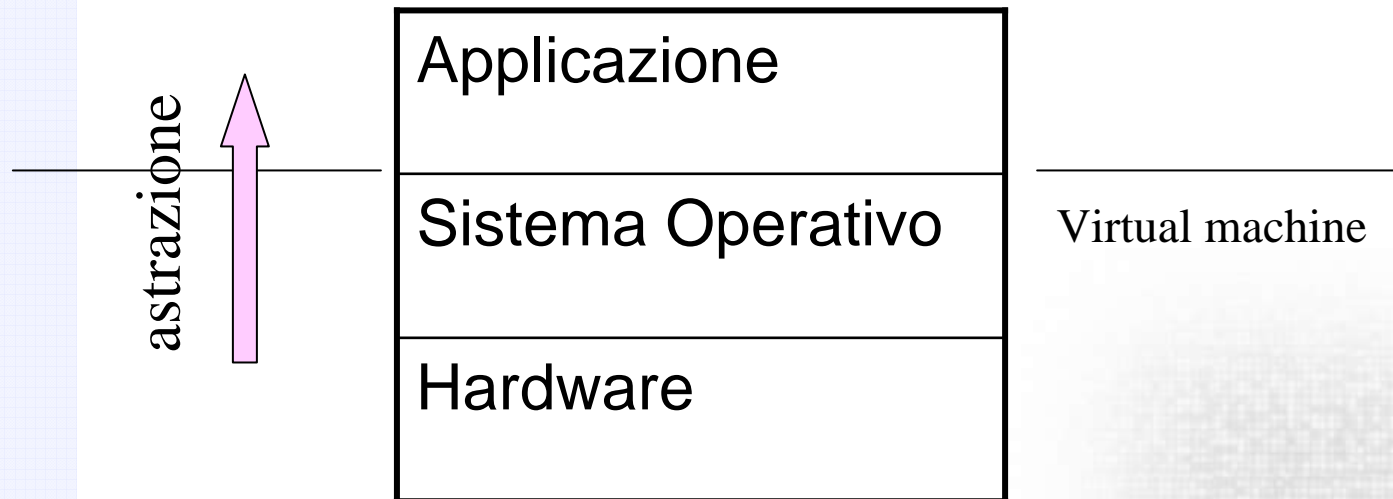 astrazione
Applicazione
Sistema Operativo
Virtual machine
Hardware